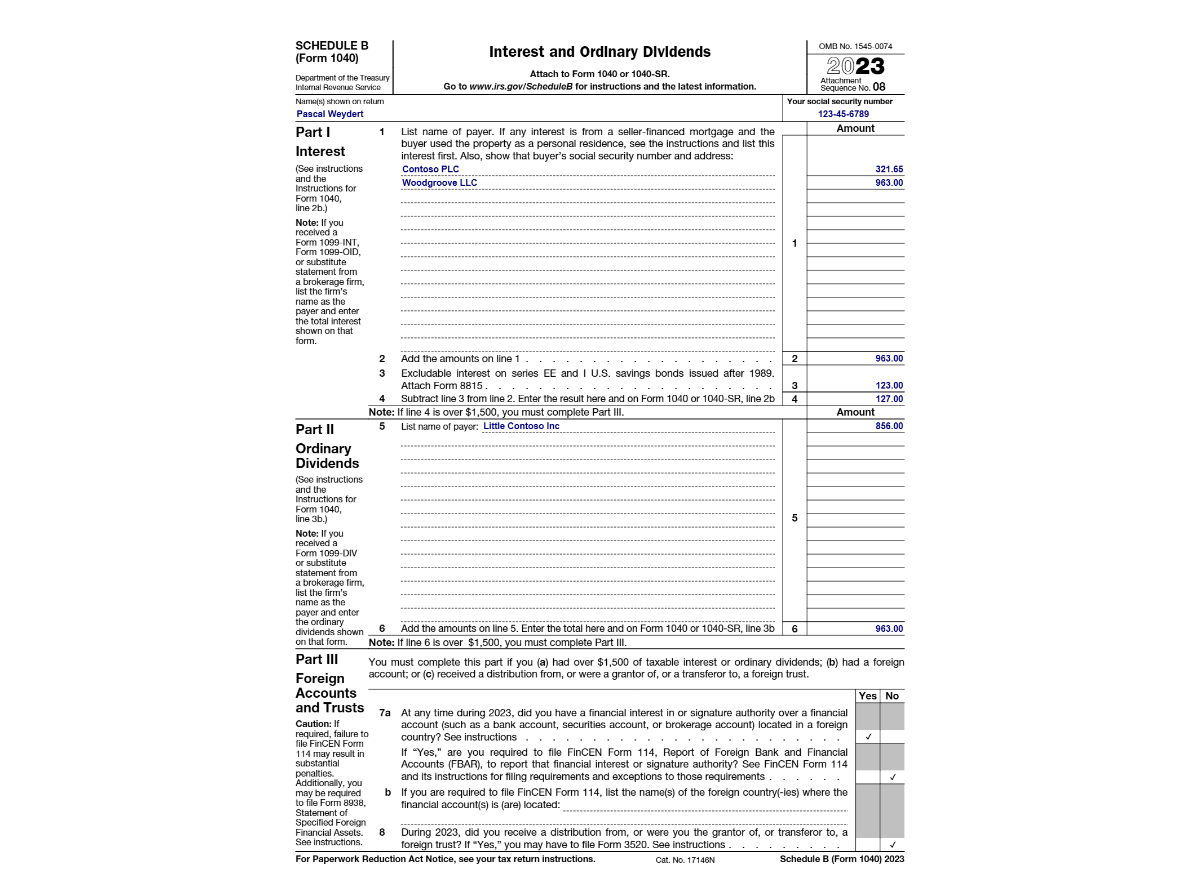 SCHEDULE B
(Form 1040)
Department of the Treasury
Internal Revenue Service
Interest and Ordinary Dividends
Attach to Form 1040 or 1040-SR.
Go to www.irs.gov/ScheduleB for instructions and the latest information.
OMB No. 1545-0074
2023
Attachment
Sequence No. 08
Name(s) shown on return
Pascal Weydert
Your social security number
123-45-6789
Part I
Interest
(See instructions
and the
Instructions for
Form 1040,
line 2b.)
Note: If you
received a
Form 1099-INT,
Form 1099-OID,
or substitute
statement from
a brokerage firm,
list the firm's
name as the
payer and enter
the total interest
shown on that
form.
1 List name of payer. If any interest is from a seller-financed mortgage and the
buyer used the property as a personal residence, see the instructions and list this
interest first. Also, show that buyer's social security number and address:
Amount
Contoso PLC 321.65
Woodgroove LLC 963.00
1
2 Add the amounts on line 1 . . . . . . . . . . . . . . . . . . . 2 963.00
3 Excludable interest on series EE and I U.S. savings bonds issued after 1989.
Attach Form 8815 . . . . . . . . . . . . . . . . . . . . . 3 123.00
4 Subtract line 3 from line 2. Enter the result here and on Form 1040 or 1040-SR, line 2b 4 127.00
Note: If line 4 is over $1,500, you must complete Part III. Amount
Part II
Ordinary
Dividends
(See instructions
and the
Instructions for
Form 1040,
line 3b.)
Note: If you
received a
Form 1099-DIV
or substitute
statement from
a brokerage firm,
list the firm's
name as the
payer and enter
the ordinary
dividends shown
on that form.
5 List name of payer: Little Contoso Inc 856.00
5
6 Add the amounts on line 5. Enter the total here and on Form 1040 or 1040-SR, line 3b 6 963.00
Note: If line 6 is over $1,500, you must complete Part III.
Part III
Foreign
Accounts
and Trusts
Caution: If
required, failure to
file FinCEN Form
114 may result in
substantial
penalties.
Additionally, you
may be required
to file Form 8938,
Statement of
Specified Foreign
Financial Assets.
See instructions.
You must complete this part if you (a) had over $1,500 of taxable interest or ordinary dividends; (b) had a foreign
account; or (c) received a distribution from, or were a grantor of, or a transferor to, a foreign trust.
Yes No
7a At any time during 2023, did you have a financial interest in or signature authority over a financial
account (such as a bank account, securities account, or brokerage account) located in a foreign
country? See instructions . . . . . . . . . . . . . . . . . . . . . . . . ✓
If “Yes,” are you required to file FinCEN Form 114, Report of Foreign Bank and Financial
Accounts (FBAR), to report that financial interest or signature authority? See FinCEN Form 114
and its instructions for filing requirements and exceptions to those requirements . . . . . . ✓
b If you are required to file FinCEN Form 114, list the name(s) of the foreign country(-ies) where the
financial account(s) is (are) located:
8 During 2023, did you receive a distribution from, or were you the grantor of, or transferor to, a
foreign trust? If “Yes,” you may have to file Form 3520. See instructions . . . . . . . . . ✓
For Paperwork Reduction Act Notice, see your tax return instructions. Cat. No. 17146N Schedule B (Form 1040) 2023